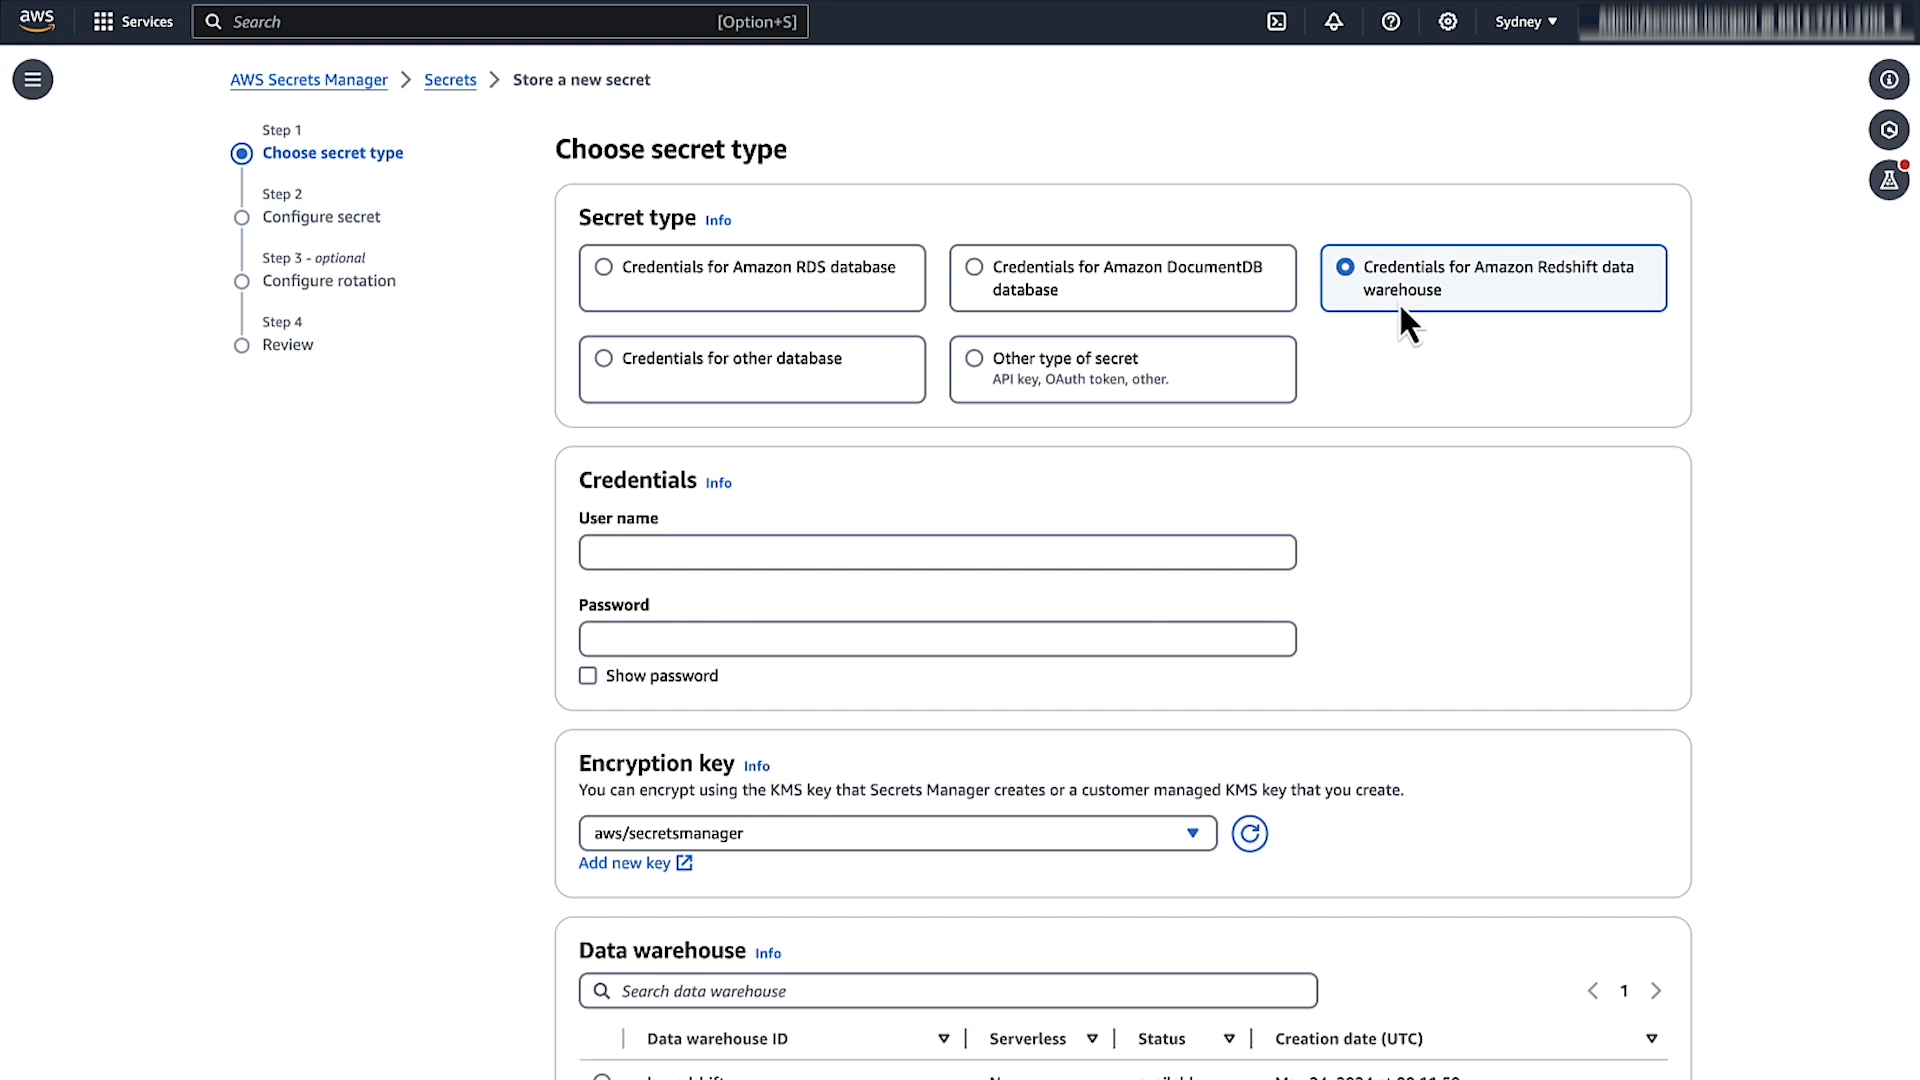 aws
Services
Search
[Option+S]
Sydney
AWS Secrets Manager
Secrets
Store a new secret
Step 1
Choose secret type
Step 2
Configure secret
Step 3 - optional
Configure rotation
Step 4
Review
Choose secret type
Secret type
Info
Credentials for Amazon RDS database
Credentials for Amazon DocumentDB
database
Credentials for Amazon Redshift data
warehouse
Credentials for other database
Other type of secret
API key, OAuth token, other.
Credentials
Info
User name
Password
Show password
Encryption key
Info
You can encrypt using the KMS key that Secrets Manager creates or a customer managed KMS key that you create.
aws/secretsmanager
Add new key
Data warehouse
Info
Search data warehouse
1
Data warehouse ID
Serverless
Status
Creation date (UTC)